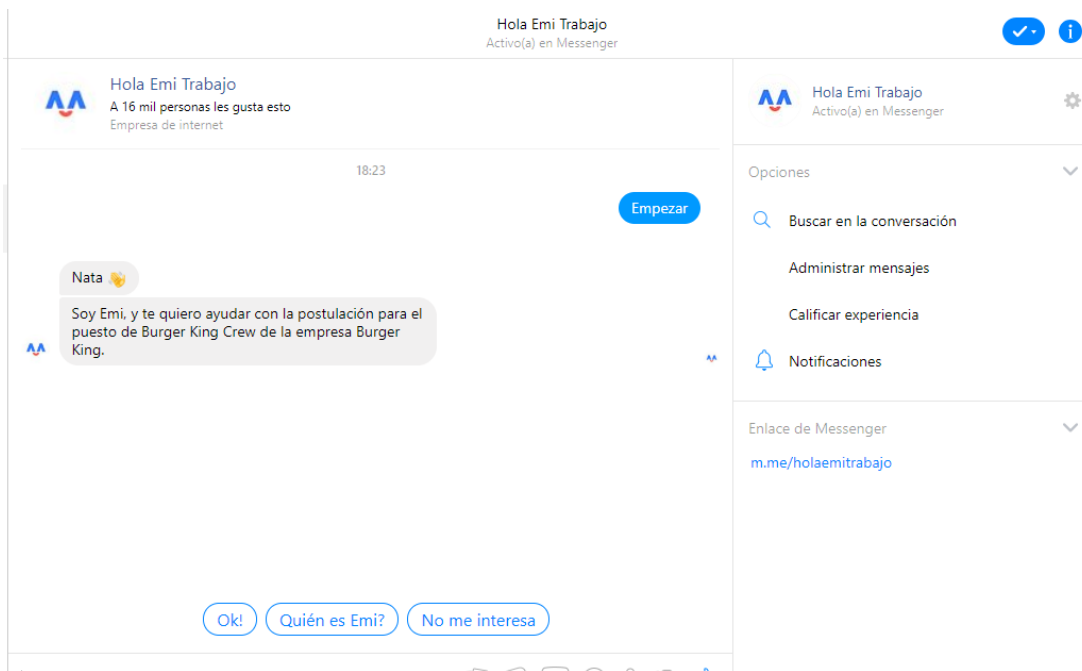 Hola Emi Trabajo
Activo(a) en Messenger
Hola Emi Trabajo
A 16 mil personas les gusta esto
Empresa de internet
18:23
Empezar
Nata 👋
Soy Emi, y te quiero ayudar con la postulación para el
puesto de Burger King Crew de la empresa Burger
King.
Ok!
Quién es Emi?
No me interesa
Hola Emi Trabajo
Activo(a) en Messenger
Opciones
Buscar en la conversación
Administrar mensajes
Calificar experiencia
Notificaciones
Enlace de Messenger
m.me/holaemitrabajo